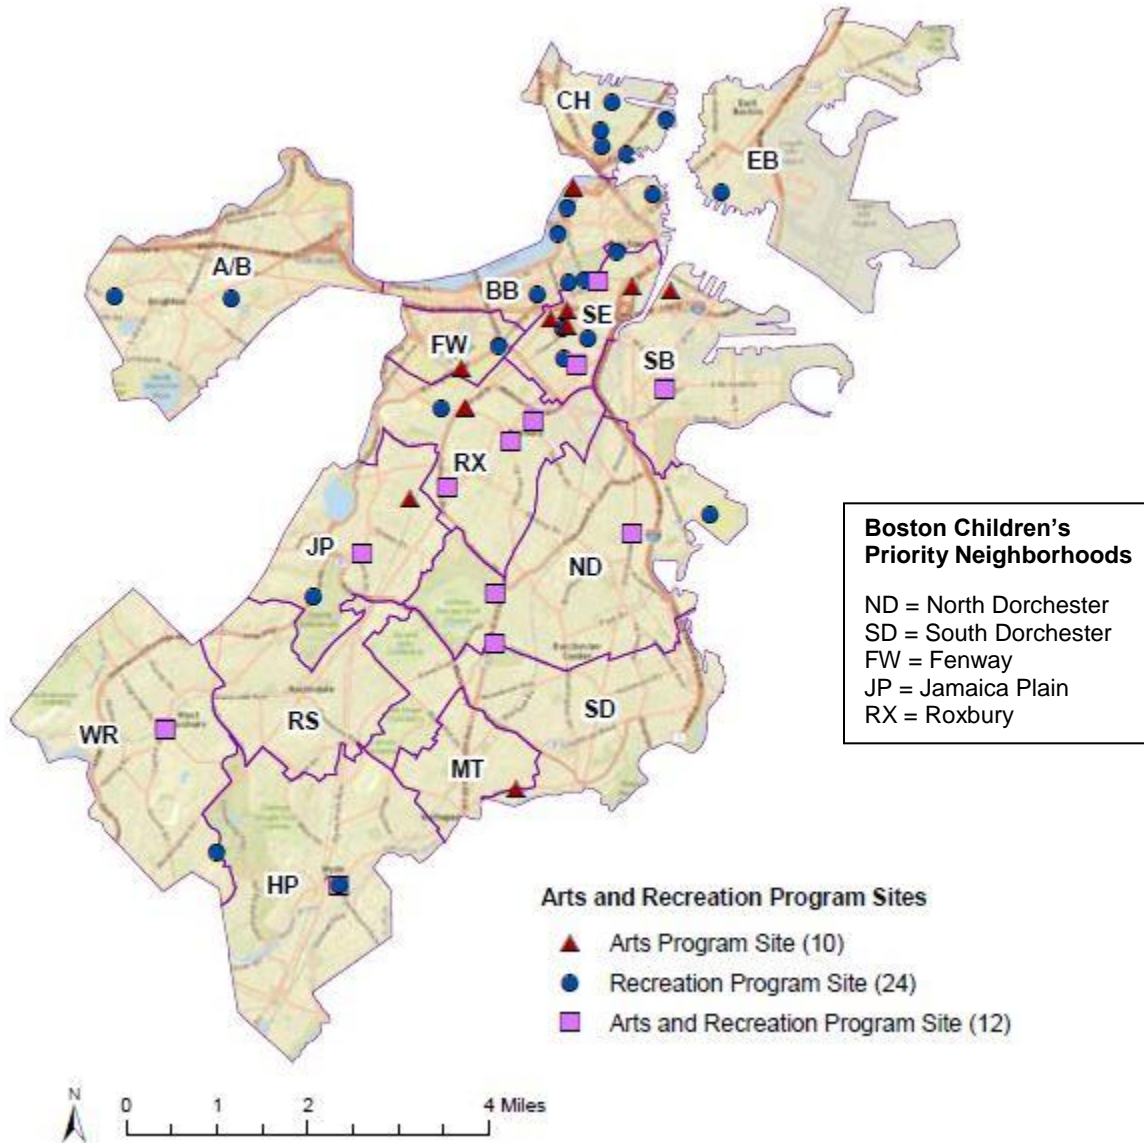 CH
EB
A/B
BB
SE
FW
SB
RX
JP
ND
WR
RS
SD
MT
HP
Boston Children’s
Priority Neighborhoods
ND = North Dorchester
SD = South Dorchester
FW = Fenway
JP = Jamaica Plain
RX = Roxbury
Arts and Recreation Program Sites
Arts Program Site (10)
Recreation Program Site (24)
Arts and Recreation Program Site (12)
N
0 1 2 4 Miles